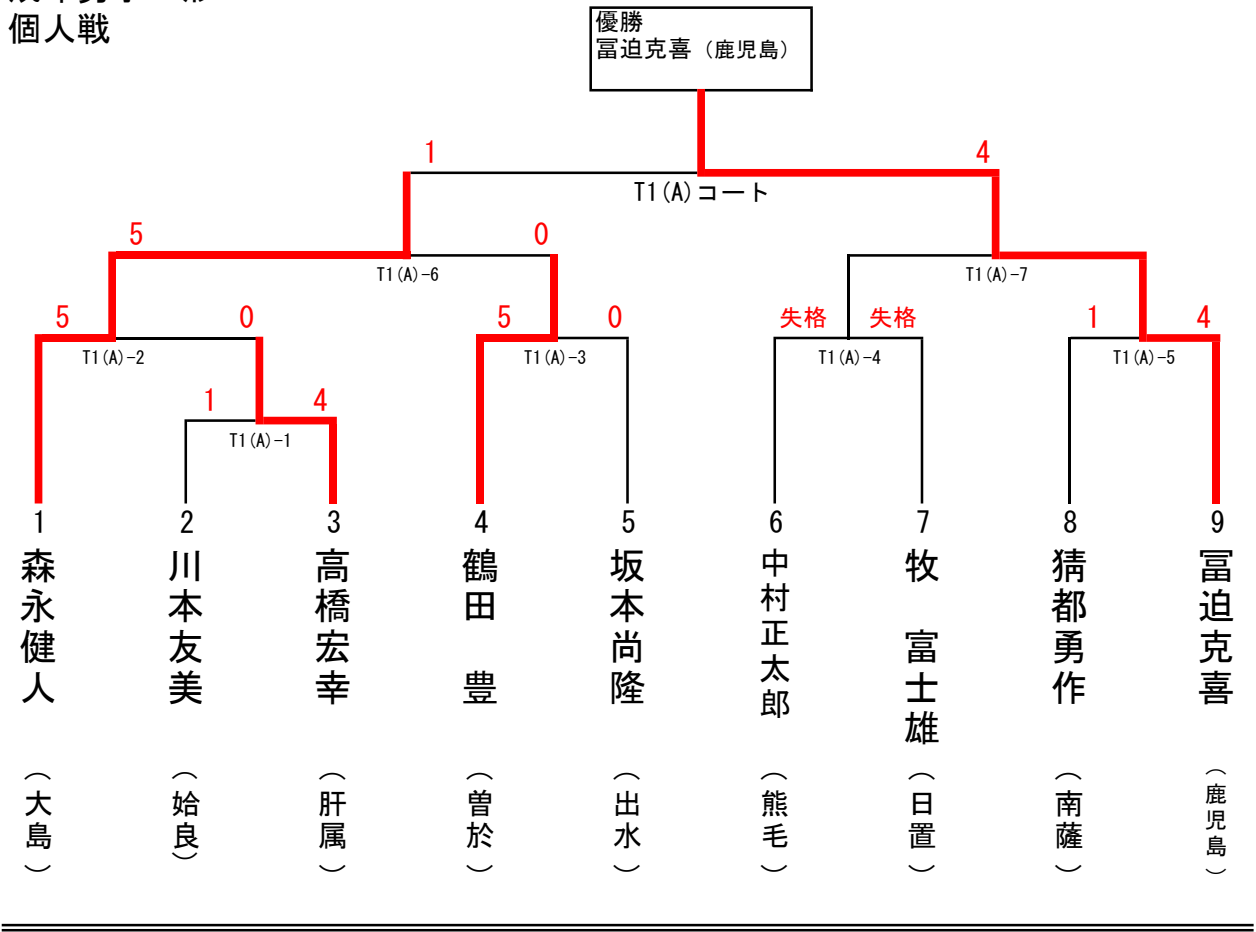 個人戦
優勝
冨迫克喜（鹿児島）
1
4
T1(A)コート
5
0
T1(A)-6
T1(A)-7
5
0
5
0
失格
失格
1
4
T1(A)-2
T1(A)-3
T1(A)-4
T1(A)-5
1
4
T1(A)-1
1
2
3
4
5
6
7
8
9
森永健人
川本友美
高橋宏幸
鶴田　豊
坂本尚隆
中村正太郎
牧　富士雄
猜都勇作
冨迫克喜
（大島）
（姶良）
（肝属）
（曽於）
（出水）
（熊毛）
（日置）
（南薩）
（鹿児島）